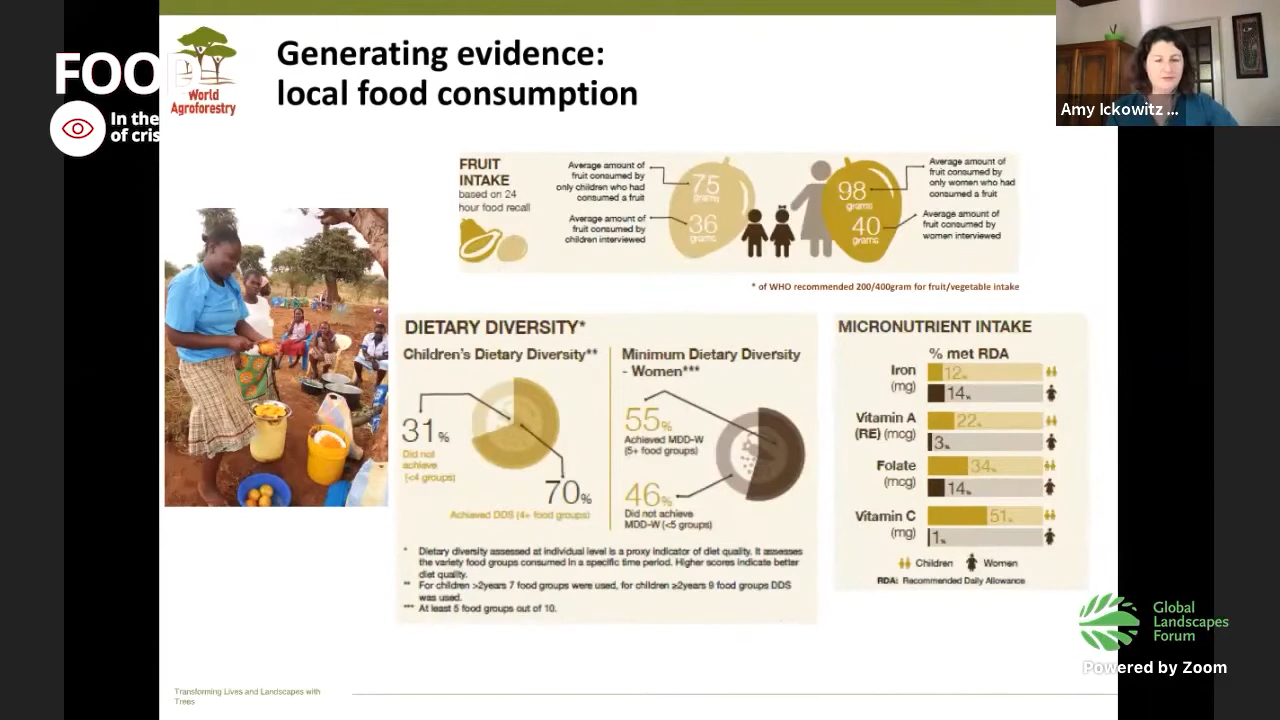 Generating evidence:
local food consumption
FOOD
In the
of cris
World
Agroforestry
Amy Ickowitz ...
FRUIT
INTAKE
based on 24
hour food recall
Average amount of
fruit consumed by
only children who had
consumed a fruit
Average amount of
fruit consumed by
children interviewed
75
grams
36
grams
98
grams
40
grams
Average amount of
fruit consumed by
only women who had
consumed a fruit
Average amount of
fruit consumed by
women interviewed
* of WHO recommended 200/400gram for fruit/vegetable intake
DIETARY DIVERSITY*
Children's Dietary Diversity**
31%
Did not
achieve
(<4 groups)
70%
Achieved DDS (4+ food groups)
Minimum Dietary Diversity
- Women***
55%
Achieved MDD-W
(5+ food groups)
46%
Did not achieve
MDD-W (<5 groups)
* Dietary diversity assessed at individual level is a proxy indicator of diet quality. It assesses
the variety food groups consumed in a specific time period. Higher scores indicate better
diet quality.
** For children >2years 7 food groups were used, for children ≥2years 9 food groups DDS
was used.
*** At least 5 food groups out of 10.
MICRONUTRIENT INTAKE
% met RDA
Iron
(mg)
12%
14%
Vitamin A
(RE) (mcg)
22%
3%
Folate
(mcg)
34%
14%
Vitamin C
(mg)
51%
1%
Children Women
RDA: Recommended Daily Allowance
Global
Landscapes
Forum
Powered by Zoom
Transforming Lives and Landscapes with
Trees